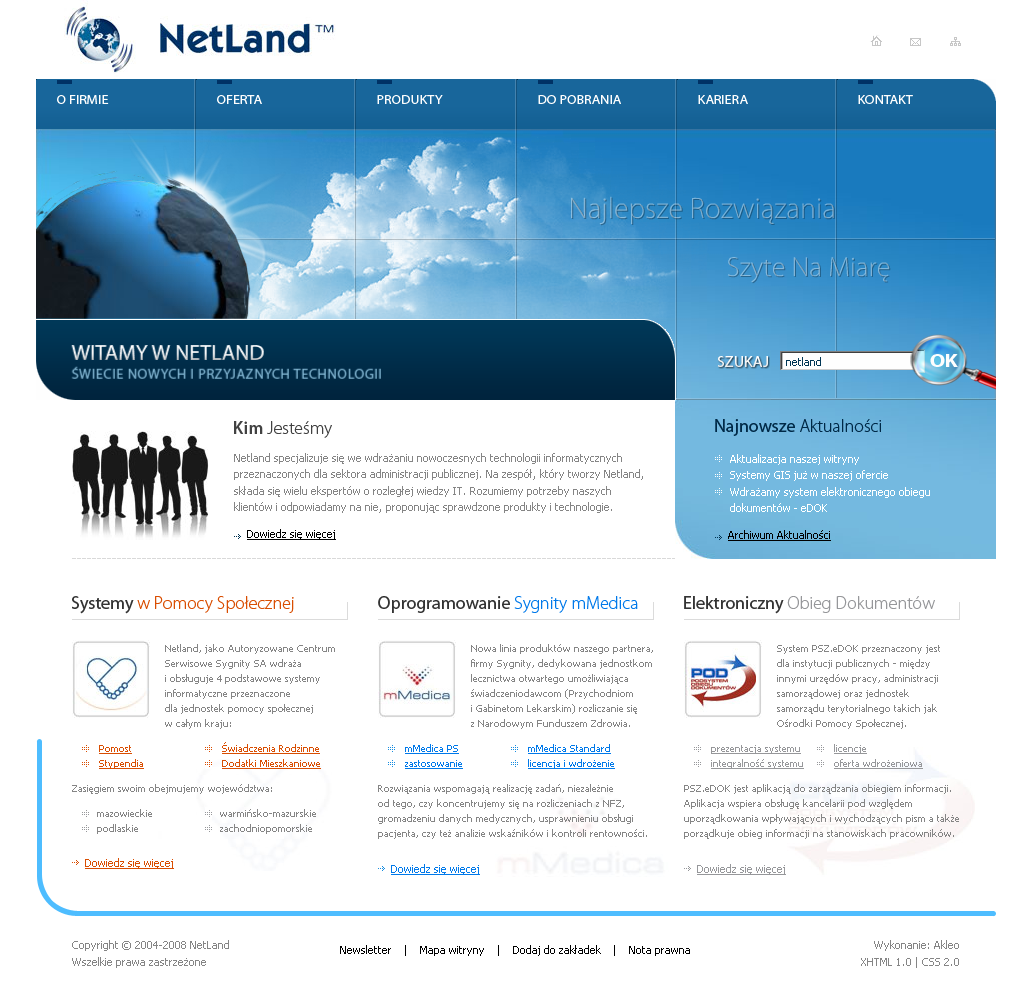 NetLand™
O FIRMIE
OFERTA
PRODUKTY
DO POBRANIA
KARIERA
KONTAKT
Najlepsze Rozwiązania
Szyte Na Miarę
WITAMY W NETLAND
ŚWIECIE NOWYCH I PRZYJAZNYCH TECHNOLOGII
SZUKAJ
netland
OK
Kim Jesteśmy
Netland specjalizuje się we wdrażaniu nowoczesnych technologii informatycznych
przeznaczonych dla sektora administracji publicznej. Na zespół, który tworzy Netland,
składa się wielu ekspertów o rozległej wiedzy IT. Rozumiemy potrzeby naszych
klientów i odpowiadamy na nie, proponując sprawdzone produkty i technologie.
Dowiedz się więcej
Najnowsze Aktualności
Aktualizacja naszej witryny
Systemy GIS już w naszej ofercie
Wdrażamy system elektronicznego obiegu
dokumentów - eDOK
Archiwum Aktualności
Systemy w Pomocy Społecznej
Netland, jako Autoryzowane Centrum
Serwisowe Sygnity SA wdraża
i obsługuje 4 podstawowe systemy
informatyczne przeznaczone
dla jednostek pomocy społecznej
w całym kraju:
Pomost
Świadczenia Rodzinne
Stypendia
Dodatki Mieszkaniowe
Zasięgiem swoim obejmujemy województwa:
mazowieckie
warmińsko-mazurskie
podlaskie
zachodniopomorskie
Dowiedz się więcej
Oprogramowanie Sygnity mMedica
mMedica
Nowa linia produktów naszego partnera,
firmy Sygnity, dedykowana jednostkom
lecznictwa otwartego umożliwiająca
świadczeniodawcom (Przychodniom
i Gabinetom Lekarskim) rozliczanie się
z Narodowym Funduszem Zdrowia.
mMedica PS
mMedica Standard
zastosowanie
licencja i wdrożenie
Rozwiązania wspomagają realizację zadań, niezależnie
od tego, czy koncentrujemy się na rozliczeniach z NFZ,
gromadzeniu danych medycznych, usprawnieniu obsługi
pacjenta, czy też analizie wskaźników i kontroli rentowności.
Dowiedz się więcej
mMedica
Elektroniczny Obieg Dokumentów
POD
PODSYSTEM
OBIEGU
DOKUMENTÓW
System PSZ.eDOK przeznaczony jest
dla instytucji publicznych - między
innymi urzędów pracy, administracji
samorządowej oraz jednostek
samorządu terytorialnego takich jak
Ośrodki Pomocy Społecznej.
prezentacja systemu
licencje
integralność systemu
oferta wdrożeniowa
PSZ.eDOK jest aplikacją do zarządzania obiegiem informacji.
Aplikacja wspiera obsługę kancelarii pod względem
uporządkowania wpływających i wychodzących pism a także
porządkuje obieg informacji na stanowiskach pracowników.
Dowiedz się więcej
Copyright © 2004-2008 NetLand
Wszelkie prawa zastrzeżone
Newsletter | Mapa witryny | Dodaj do zakładek | Nota prawna
Wykonanie: Akleo
XHTML 1.0 | CSS 2.0